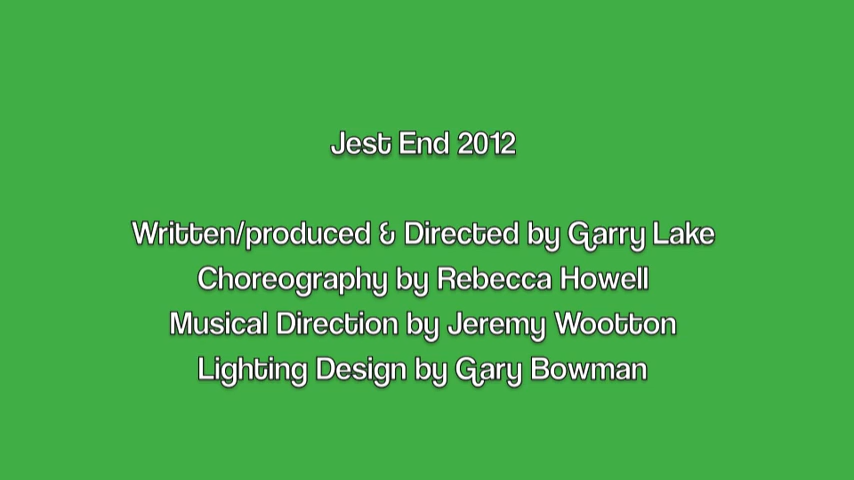 Jest End 2012
Written/produced & Directed by Garry Lake
Choreography by Rebecca Howell
Musical Direction by Jeremy Wootton
Lighting Design by Gary Bowman